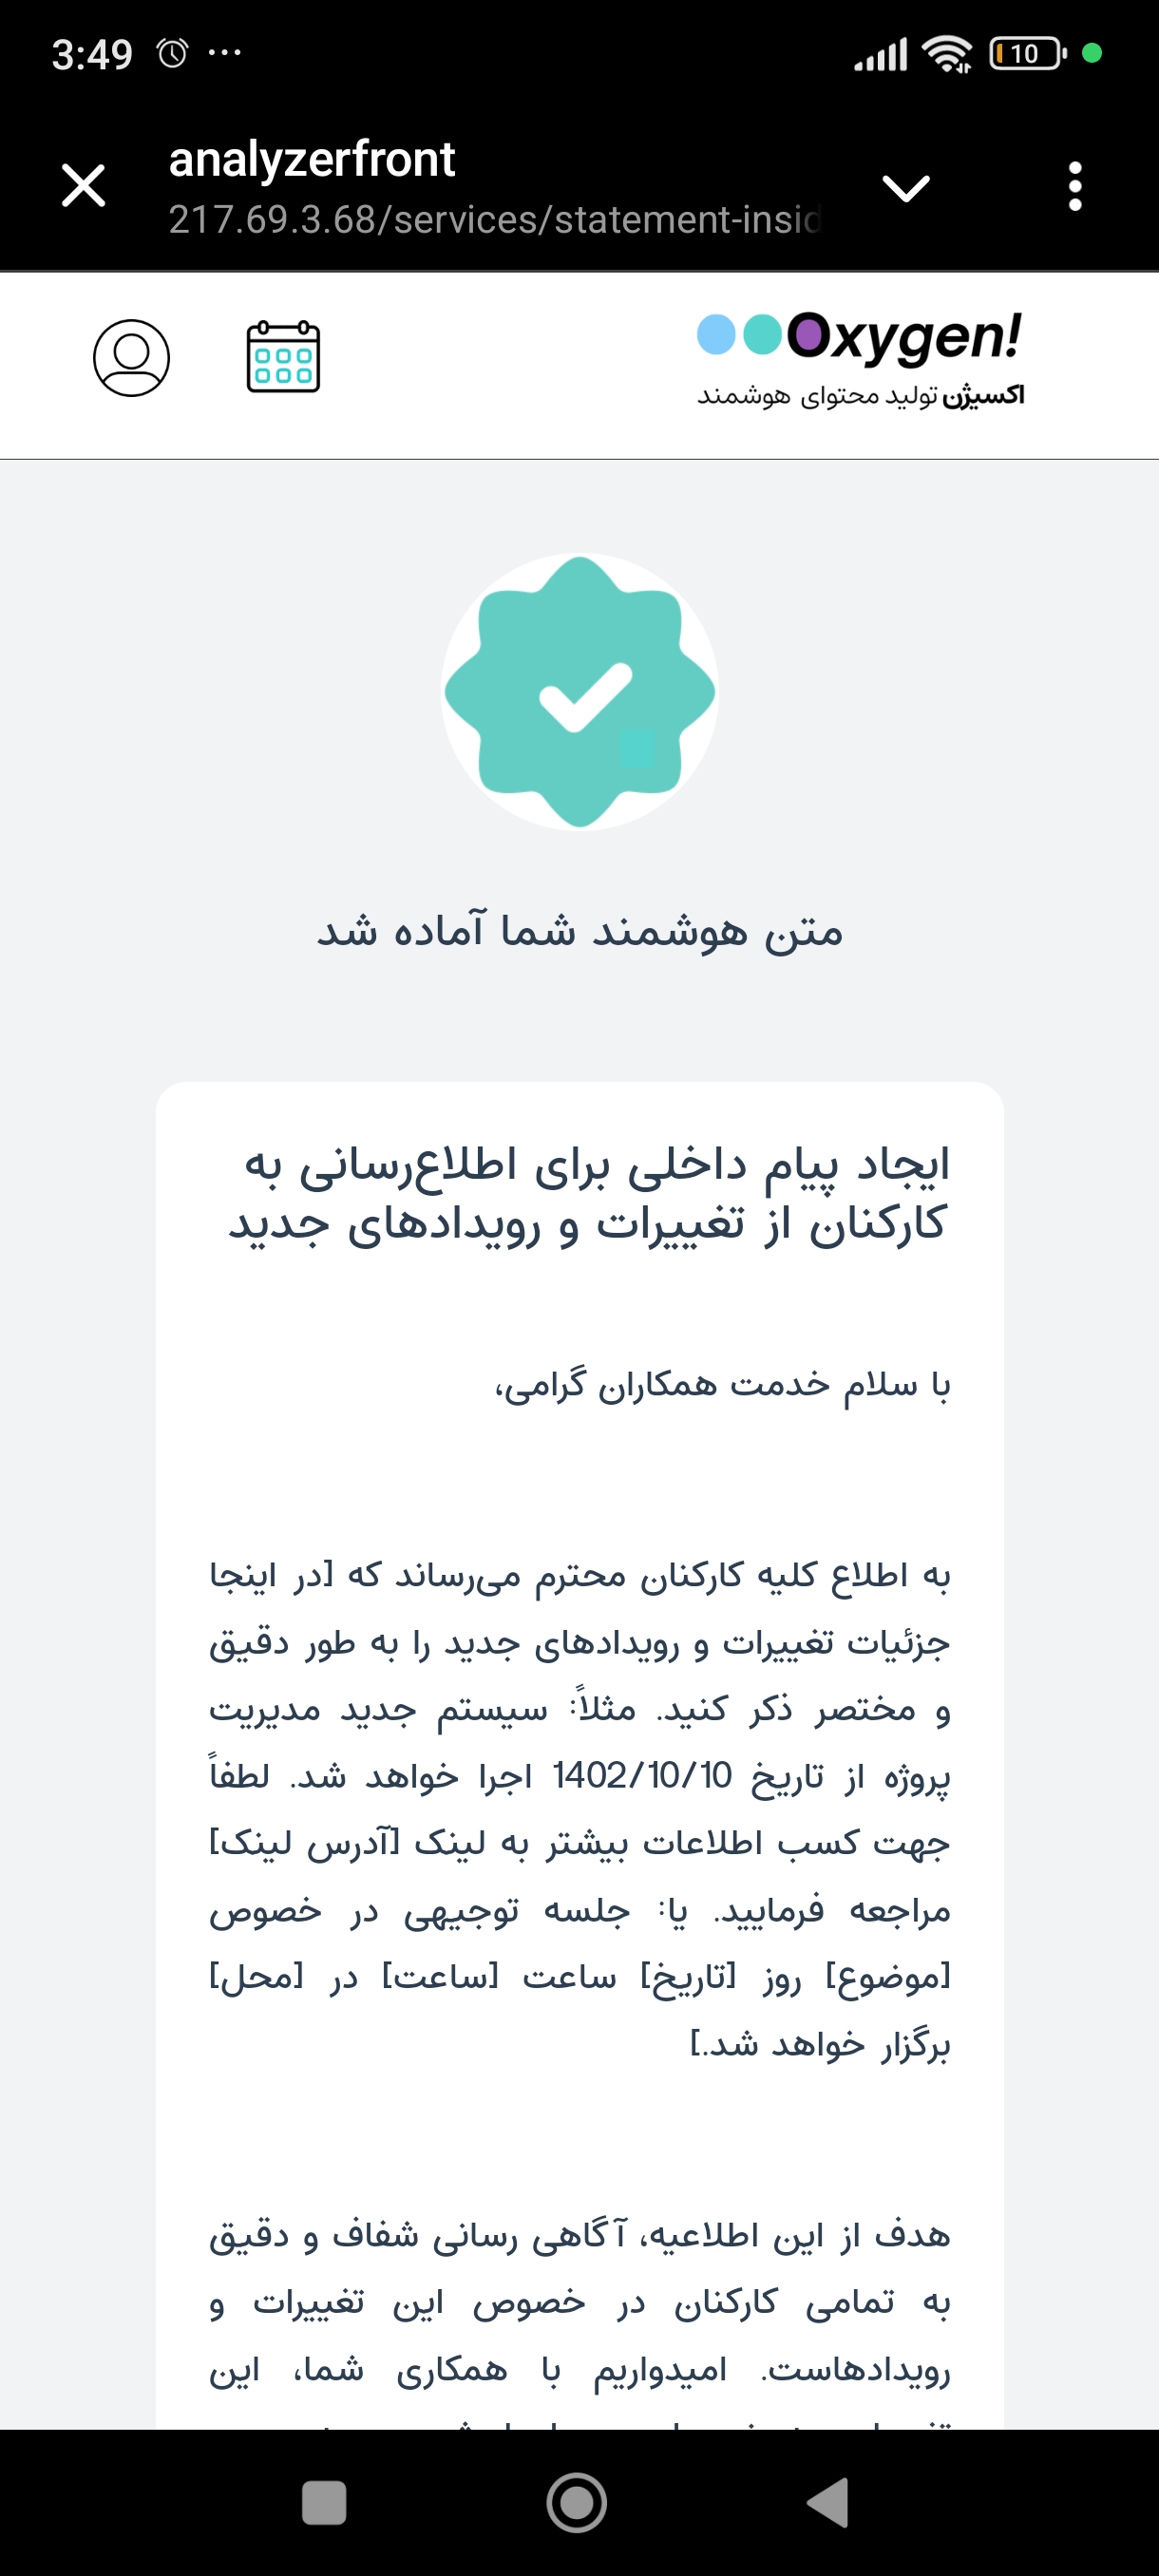 3:49
10
analyzerfront
217.69.3.68/services/statement-insid
Oxygen!
اکسیژن تولید محتوای هوشمند
متن هوشمند شما آماده شد
ایجاد پیام داخلی برای اطلاع‌رسانی به
کارکنان از تغییرات و رویدادهای جدید
با سلام خدمت همکاران گرامی،
به اطلاع کلیه کارکنان محترم می‌رساند که [در اینجا
جزئیات تغییرات و رویدادهای جدید را به طور دقیق
و مختصر ذکر کنید. مثلاً: سیستم جدید مدیریت
پروژه از تاریخ 1402/10/10 اجرا خواهد شد. لطفاً
جهت کسب اطلاعات بیشتر به لینک [آدرس لینک]
مراجعه فرمایید. یا: جلسه توجیهی در خصوص
[موضوع] روز [تاریخ] ساعت [ساعت] در [محل]
برگزار خواهد شد.]
هدف از این اطلاعیه، آگاهی رسانی شفاف و دقیق
به تمامی کارکنان در خصوص این تغییرات و
رویدادهاست. امیدواریم با همکاری شما، این